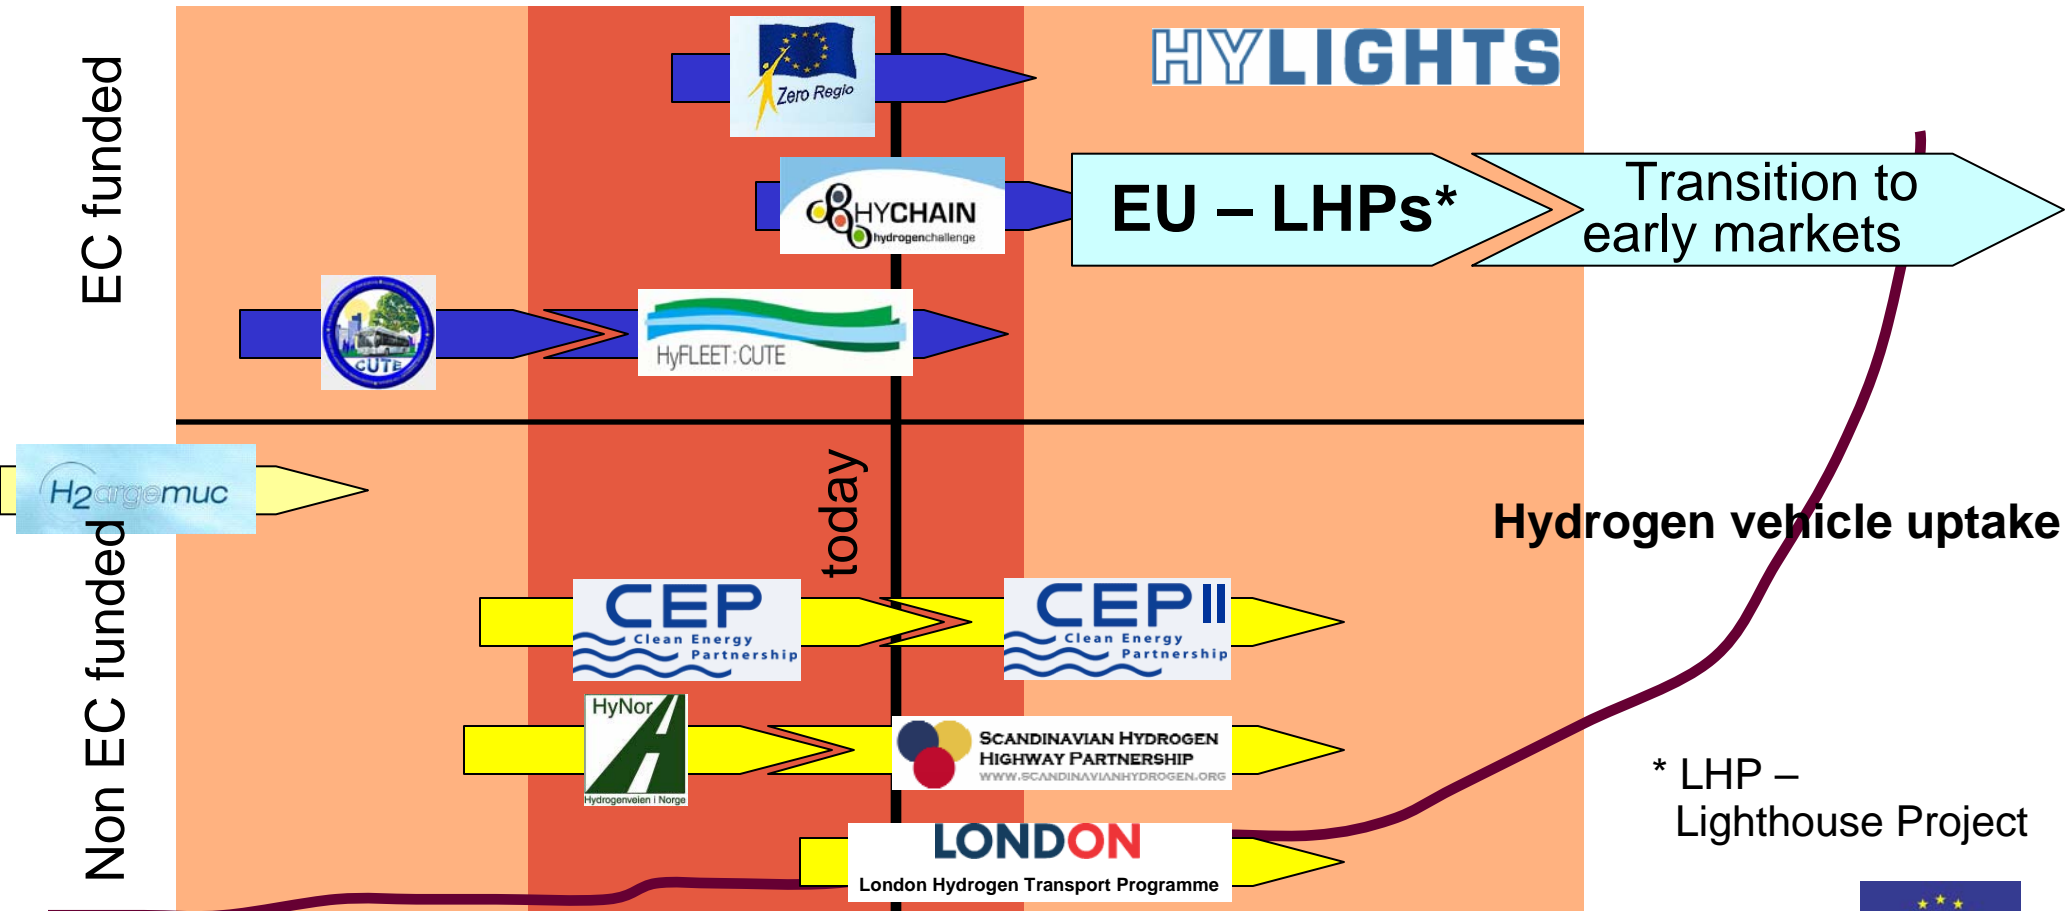 EC funded
Zero Regio
HYLIGHTS
HYCHAIN
hydrogenchallenge
EU – LHPs*
Transition to
early markets
CUTE
HyFLEET:CUTE
H2argemuc
Non EC funded
today
Hydrogen vehicle uptake
CEP
Clean Energy
Partnership
CEP II
Clean Energy
Partnership
HyNor
Hydrogenveien i Norge
SCANDINAVIAN HYDROGEN
HIGHWAY PARTNERSHIP
WWW.SCANDINAVIANHYDROGEN.ORG
* LHP –
Lighthouse Project
LONDON
London Hydrogen Transport Programme